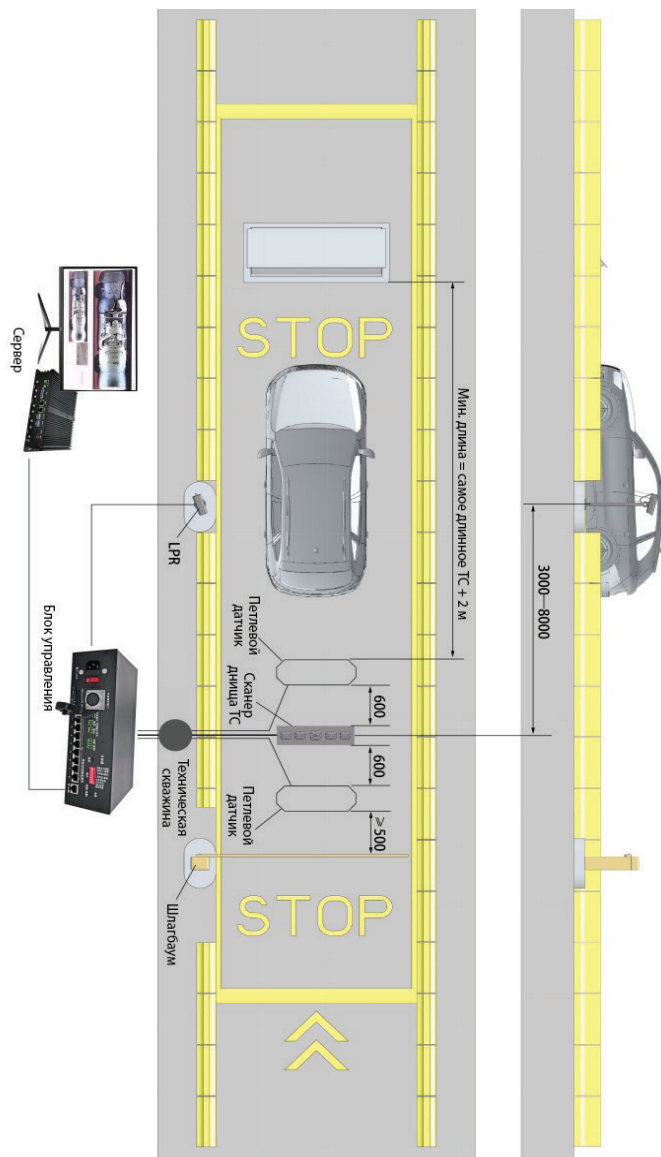 STOP
Мин. длина = самое длинное ТС + 2 м
3000—8000
Сервер
LPR
Блок управления
Петлевой
датчик
Сканер
днища ТС
600
600
Техническая
скважина
Петлевой
датчик
≥500
Шлагбаум
STOP